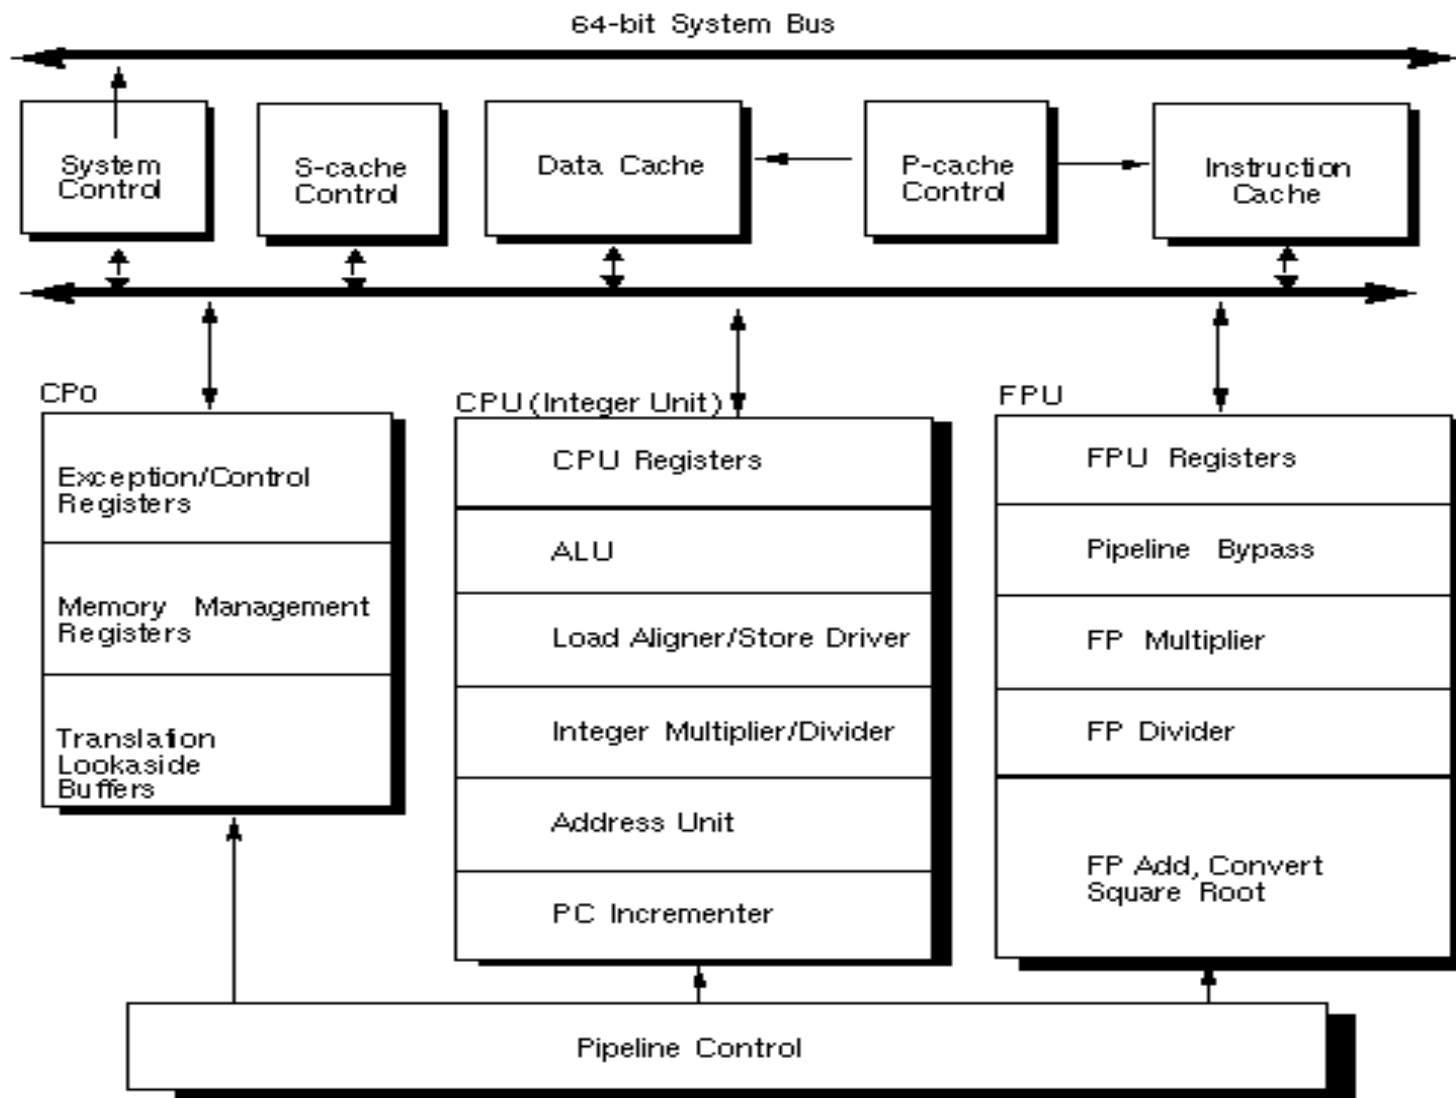 64-bit System Bus
System
Control
S-cache
Control
Data Cache
P-cache
Control
Instruction
Cache
CP0
Exception/Control
Registers
Memory Management
Registers
Translation
Lookaside
Buffers
CPU (Integer Unit)
CPU Registers
ALU
Load Aligner/Store Driver
Integer Multiplier/Divider
Address Unit
PC Incrementer
FPU
FPU Registers
Pipeline Bypass
FP Multiplier
FP Divider
FP Add, Convert
Square Root
Pipeline Control